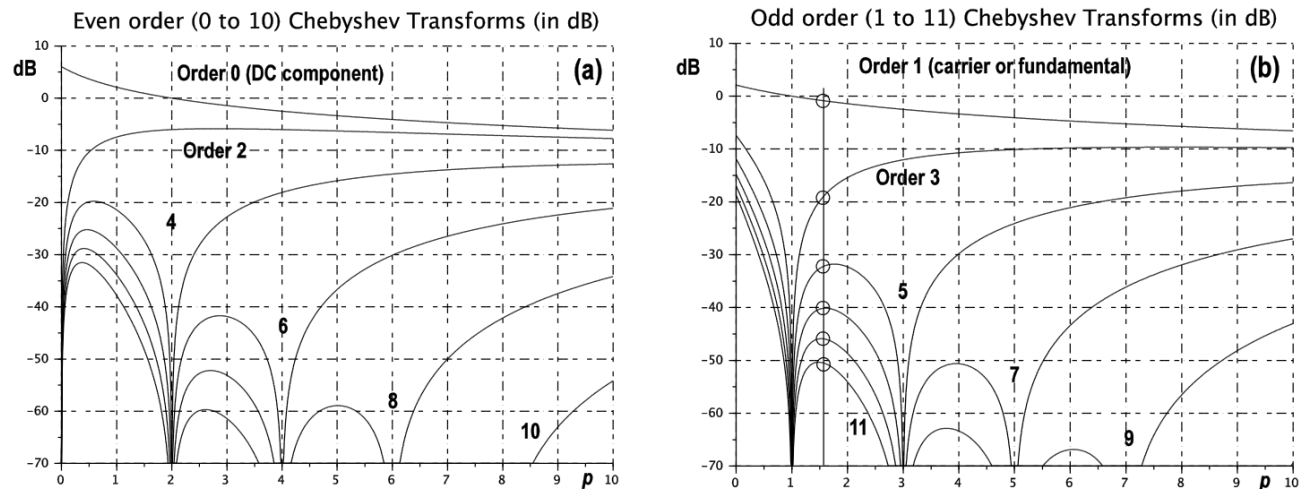 Even order (0 to 10) Chebyshev Transforms (in dB)
10
dB
Order 0 (DC component)
(a)
0
-10
Order 2
-20
4
-30
-40
6
-50
8
-60
10
-70
0 1 2 3 4 5 6 7 8 9 p 10
Odd order (1 to 11) Chebyshev Transforms (in dB)
10
dB
Order 1 (carrier or fundamental)
(b)
0
-10
Order 3
-20
-30
5
-40
-50
7
-60
11
9
-70
0 1 2 3 4 5 6 7 8 9 p 10